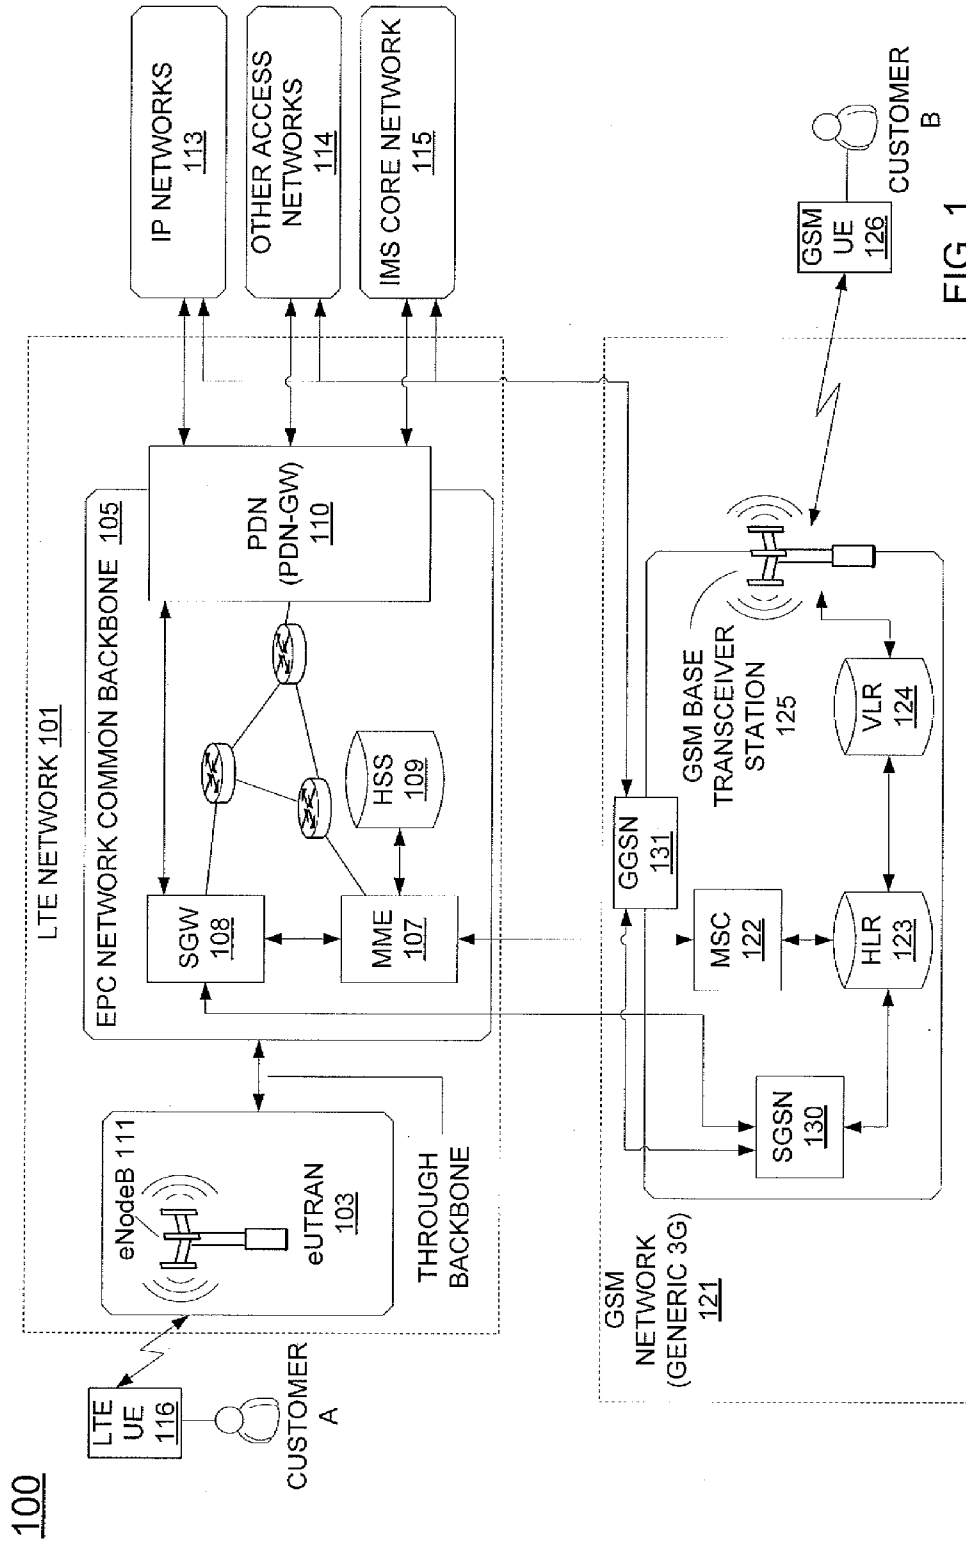 100
LTE NETWORK 101
EPC NETWORK COMMON BACKBONE 105
eNodeB 111
eUTRAN
103
THROUGH
BACKBONE
LTE
UE
116
CUSTOMER
A
SGW
108
MME
107
HSS
109
PDN
(PDN-GW)
110
IP NETWORKS
113
OTHER ACCESS
NETWORKS
114
IMS CORE NETWORK
115
GSM
NETWORK
(GENERIC 3G)
121
SGSN
130
GGSN
131
MSC
122
HLR
123
VLR
124
GSM BASE
TRANSCEIVER
STATION
125
GSM
UE
126
CUSTOMER
B
FIG. 1